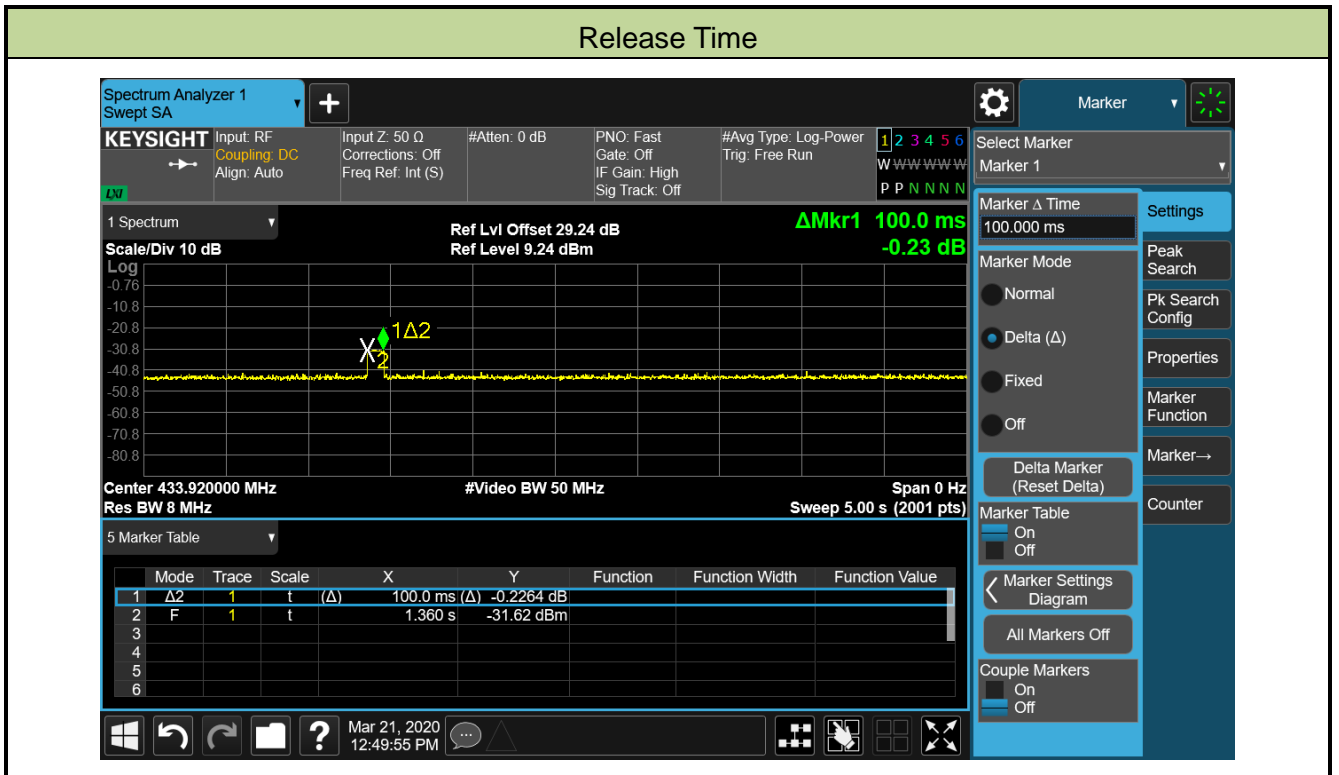 Release Time
Spectrum Analyzer 1
Swept SA
+
Marker
KEYSIGHT
LXI
Input: RF
Coupling: DC
Align: Auto
Input Z: 50 Ω
Corrections: Off
Freq Ref: Int (S)
#Atten: 0 dB
PNO: Fast
Gate: Off
IF Gain: High
Sig Track: Off
#Avg Type: Log-Power
Trig: Free Run
1 2 3 4 5 6
W W W W W W
P P N N N N
Select Marker
Marker 1
1 Spectrum
Scale/Div 10 dB
Ref Lvl Offset 29.24 dB
Ref Level 9.24 dBm
ΔMkr1 100.0 ms
-0.23 dB
Log
-0.76
-10.8
-20.8
-30.8
-40.8
-50.8
-60.8
-70.8
-80.8
1Δ2
X2
Center 433.920000 MHz
#Video BW 50 MHz
Span 0 Hz
Res BW 8 MHz
Sweep 5.00 s (2001 pts)
5 Marker Table
Mode Trace Scale X Y Function Function Width Function Value
1 Δ2 1 t (Δ) 100.0 ms (Δ) -0.2264 dB
2 F 1 t 1.360 s -31.62 dBm
3
4
5
6
Marker Δ Time
100.000 ms
Marker Mode
Normal
Delta (Δ)
Fixed
Off
Delta Marker
(Reset Delta)
Marker Table
On
Off
Marker Settings
Diagram
All Markers Off
Couple Markers
On
Off
Settings
Peak
Search
Pk Search
Config
Properties
Marker
Function
Marker→
Counter
?
Mar 21, 2020
12:49:55 PM